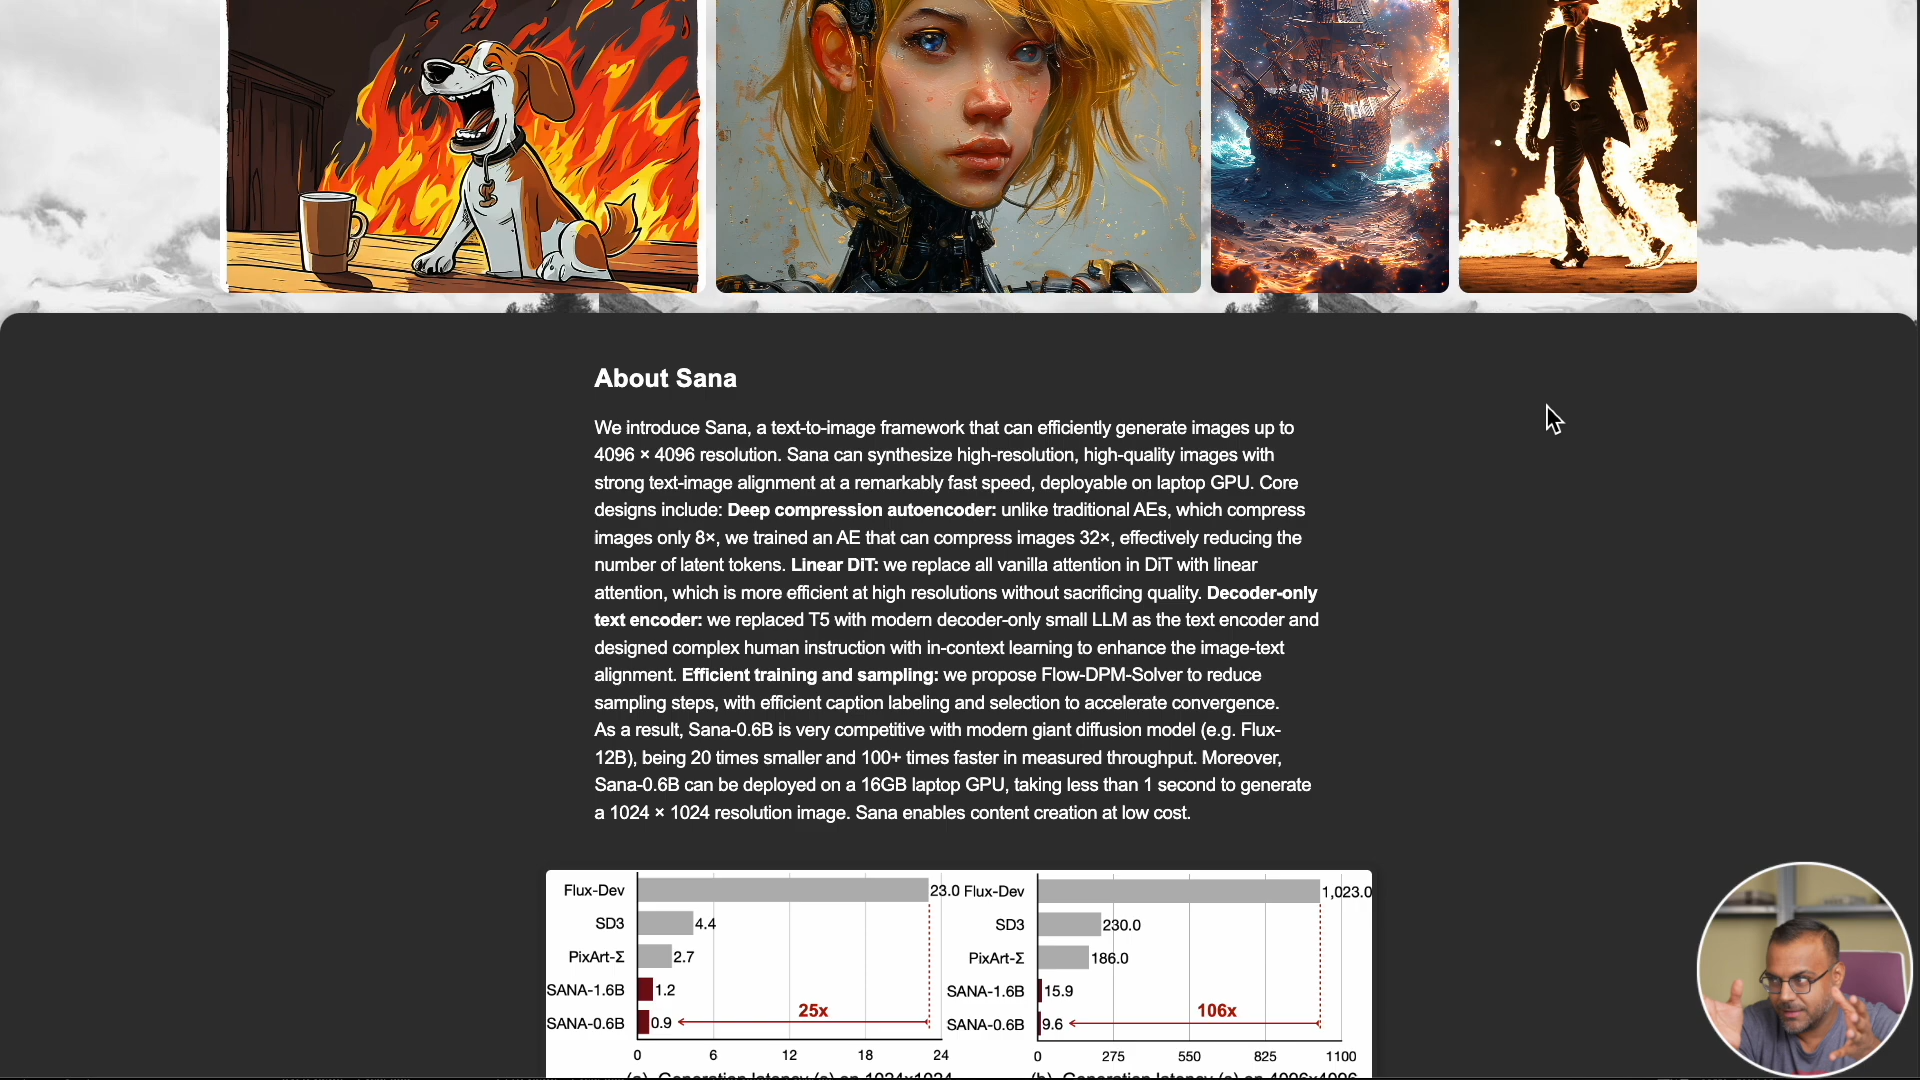 About Sana
We introduce Sana, a text-to-image framework that can efficiently generate images up to
4096 × 4096 resolution. Sana can synthesize high-resolution, high-quality images with
strong text-image alignment at a remarkably fast speed, deployable on laptop GPU. Core
designs include: Deep compression autoencoder: unlike traditional AEs, which compress
images only 8×, we trained an AE that can compress images 32×, effectively reducing the
number of latent tokens. Linear DiT: we replace all vanilla attention in DiT with linear
attention, which is more efficient at high resolutions without sacrificing quality. Decoder-only
text encoder: we replaced T5 with modern decoder-only small LLM as the text encoder and
designed complex human instruction with in-context learning to enhance the image-text
alignment. Efficient training and sampling: we propose Flow-DPM-Solver to reduce
sampling steps, with efficient caption labeling and selection to accelerate convergence.
As a result, Sana-0.6B is very competitive with modern giant diffusion model (e.g. Flux-
12B), being 20 times smaller and 100+ times faster in measured throughput. Moreover,
Sana-0.6B can be deployed on a 16GB laptop GPU, taking less than 1 second to generate
a 1024 × 1024 resolution image. Sana enables content creation at low cost.
Flux-Dev 23.0
SD3 4.4
PixArt-Σ 2.7
SANA-1.6B 1.2
SANA-0.6B 0.9 25x
0 6 12 18 24
(a) Generation latency (s) on 1024x1024
Flux-Dev 1,023.0
SD3 230.0
PixArt-Σ 186.0
SANA-1.6B 15.9
SANA-0.6B 9.6 106x
0 275 550 825 1100
(b) Generation latency (s) on 4096x4096